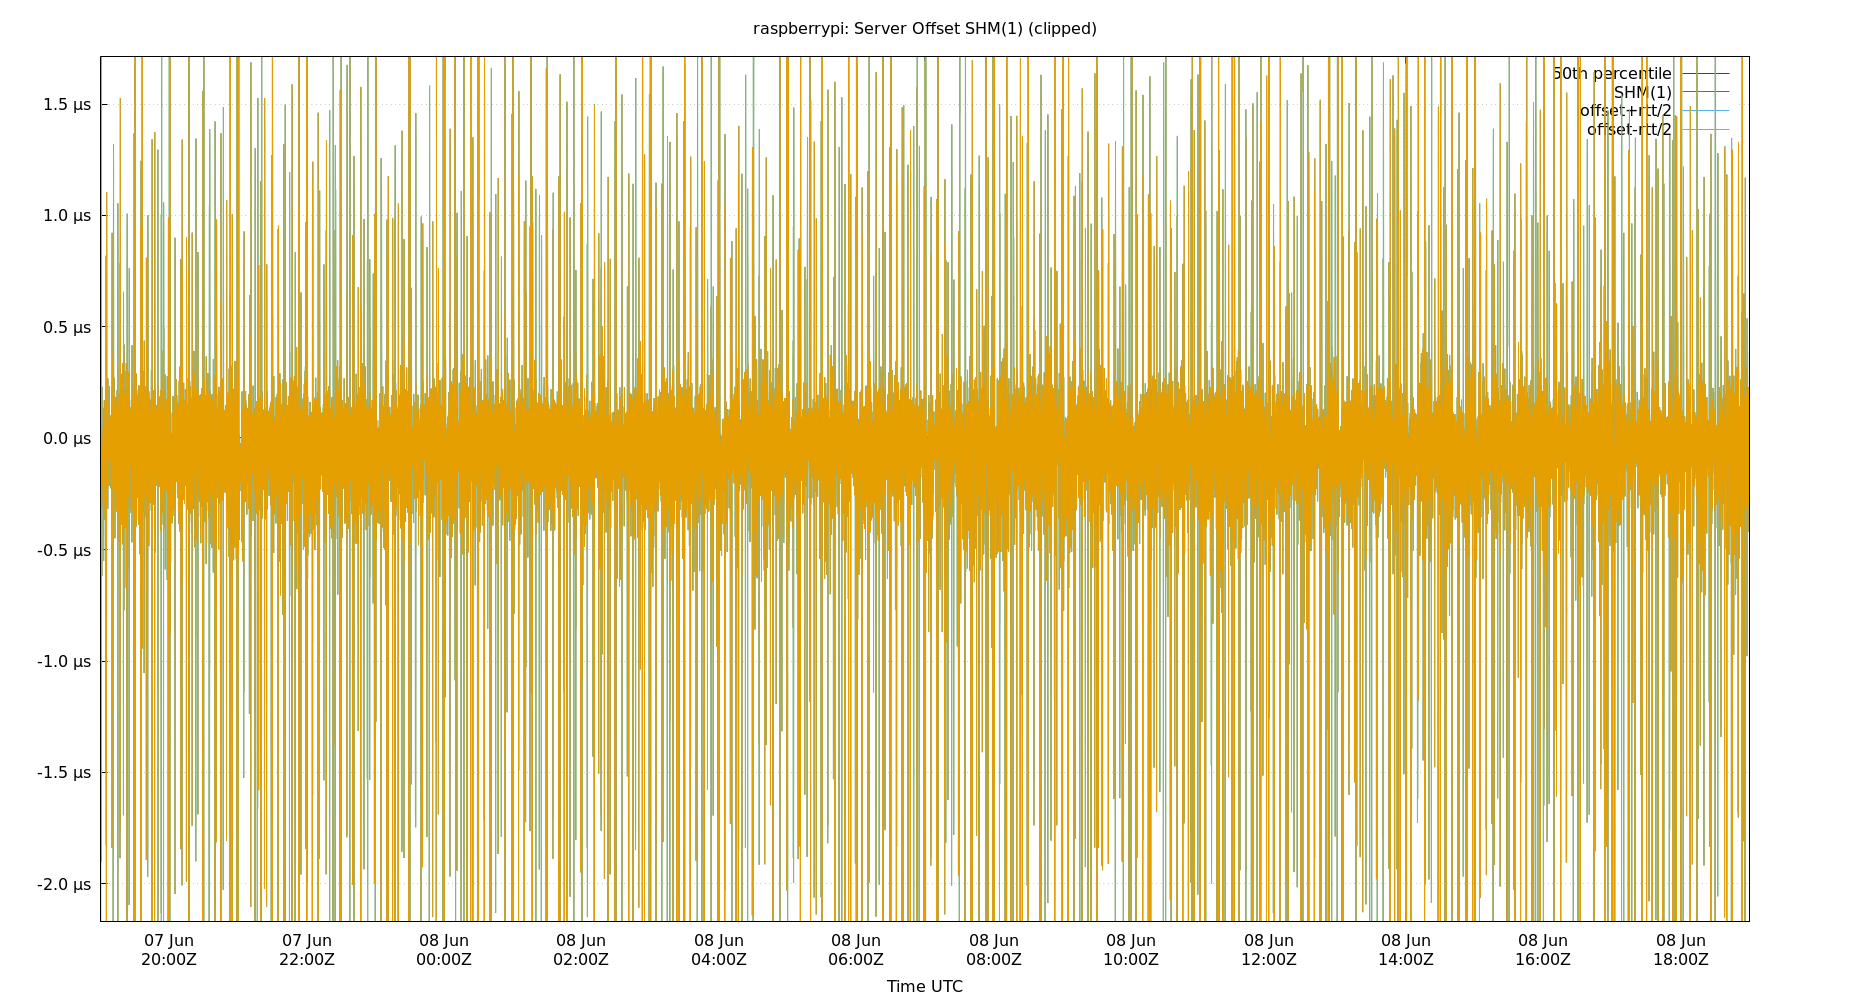 raspberrypi: Server Offset SHM(1) (clipped)
50th percentile
SHM(1)
offset+rtt/2
offset-rtt/2
1.5 µs
1.0 µs
0.5 µs
0.0 µs
-0.5 µs
-1.0 µs
-1.5 µs
-2.0 µs
07 Jun 07 Jun 08 Jun 08 Jun 08 Jun 08 Jun 08 Jun 08 Jun 08 Jun 08 Jun 08 Jun 08 Jun
20:00Z 22:00Z 00:00Z 02:00Z 04:00Z 06:00Z 08:00Z 10:00Z 12:00Z 14:00Z 16:00Z 18:00Z
Time UTC